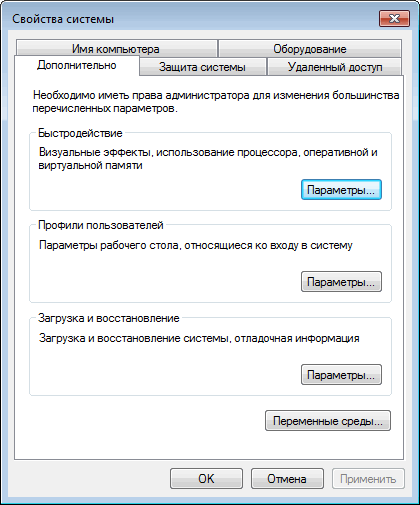 Свойства системы
Имя компьютера
Оборудование
Дополнительно
Защита системы
Удаленный доступ
Необходимо иметь права администратора для изменения большинства
перечисленных параметров.
Быстродействие
Визуальные эффекты, использование процессора, оперативной и
виртуальной памяти
Параметры...
Профили пользователей
Параметры рабочего стола, относящиеся ко входу в систему
Параметры...
Загрузка и восстановление
Загрузка и восстановление системы, отладочная информация
Параметры...
Переменные среды...
OK
Отмена
Применить